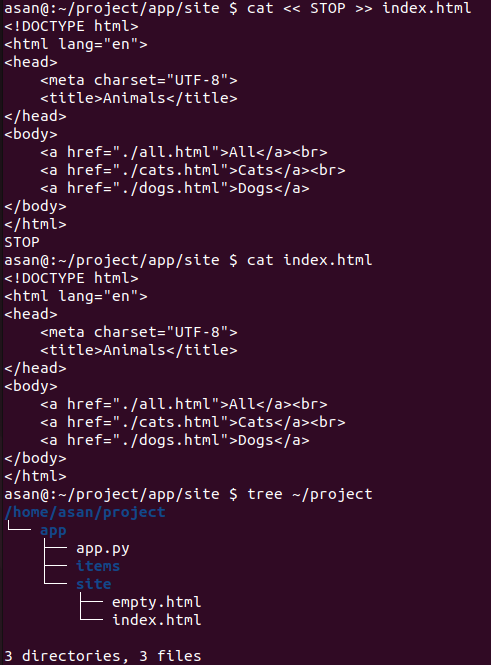 asan@:~/project/app/site $ cat << STOP >> index.html
<!DOCTYPE html>
<html lang="en">
<head>
    <meta charset="UTF-8">
    <title>Animals</title>
</head>
<body>
    <a href="./all.html">All</a><br>
    <a href="./cats.html">Cats</a><br>
    <a href="./dogs.html">Dogs</a>
</body>
</html>
STOP
asan@:~/project/app/site $ cat index.html
<!DOCTYPE html>
<html lang="en">
<head>
    <meta charset="UTF-8">
    <title>Animals</title>
</head>
<body>
    <a href="./all.html">All</a><br>
    <a href="./cats.html">Cats</a><br>
    <a href="./dogs.html">Dogs</a>
</body>
</html>
asan@:~/project/app/site $ tree ~/project
/home/asan/project
└── app
    ├── app.py
    ├── items
    └── site
        ├── empty.html
        └── index.html

3 directories, 3 files